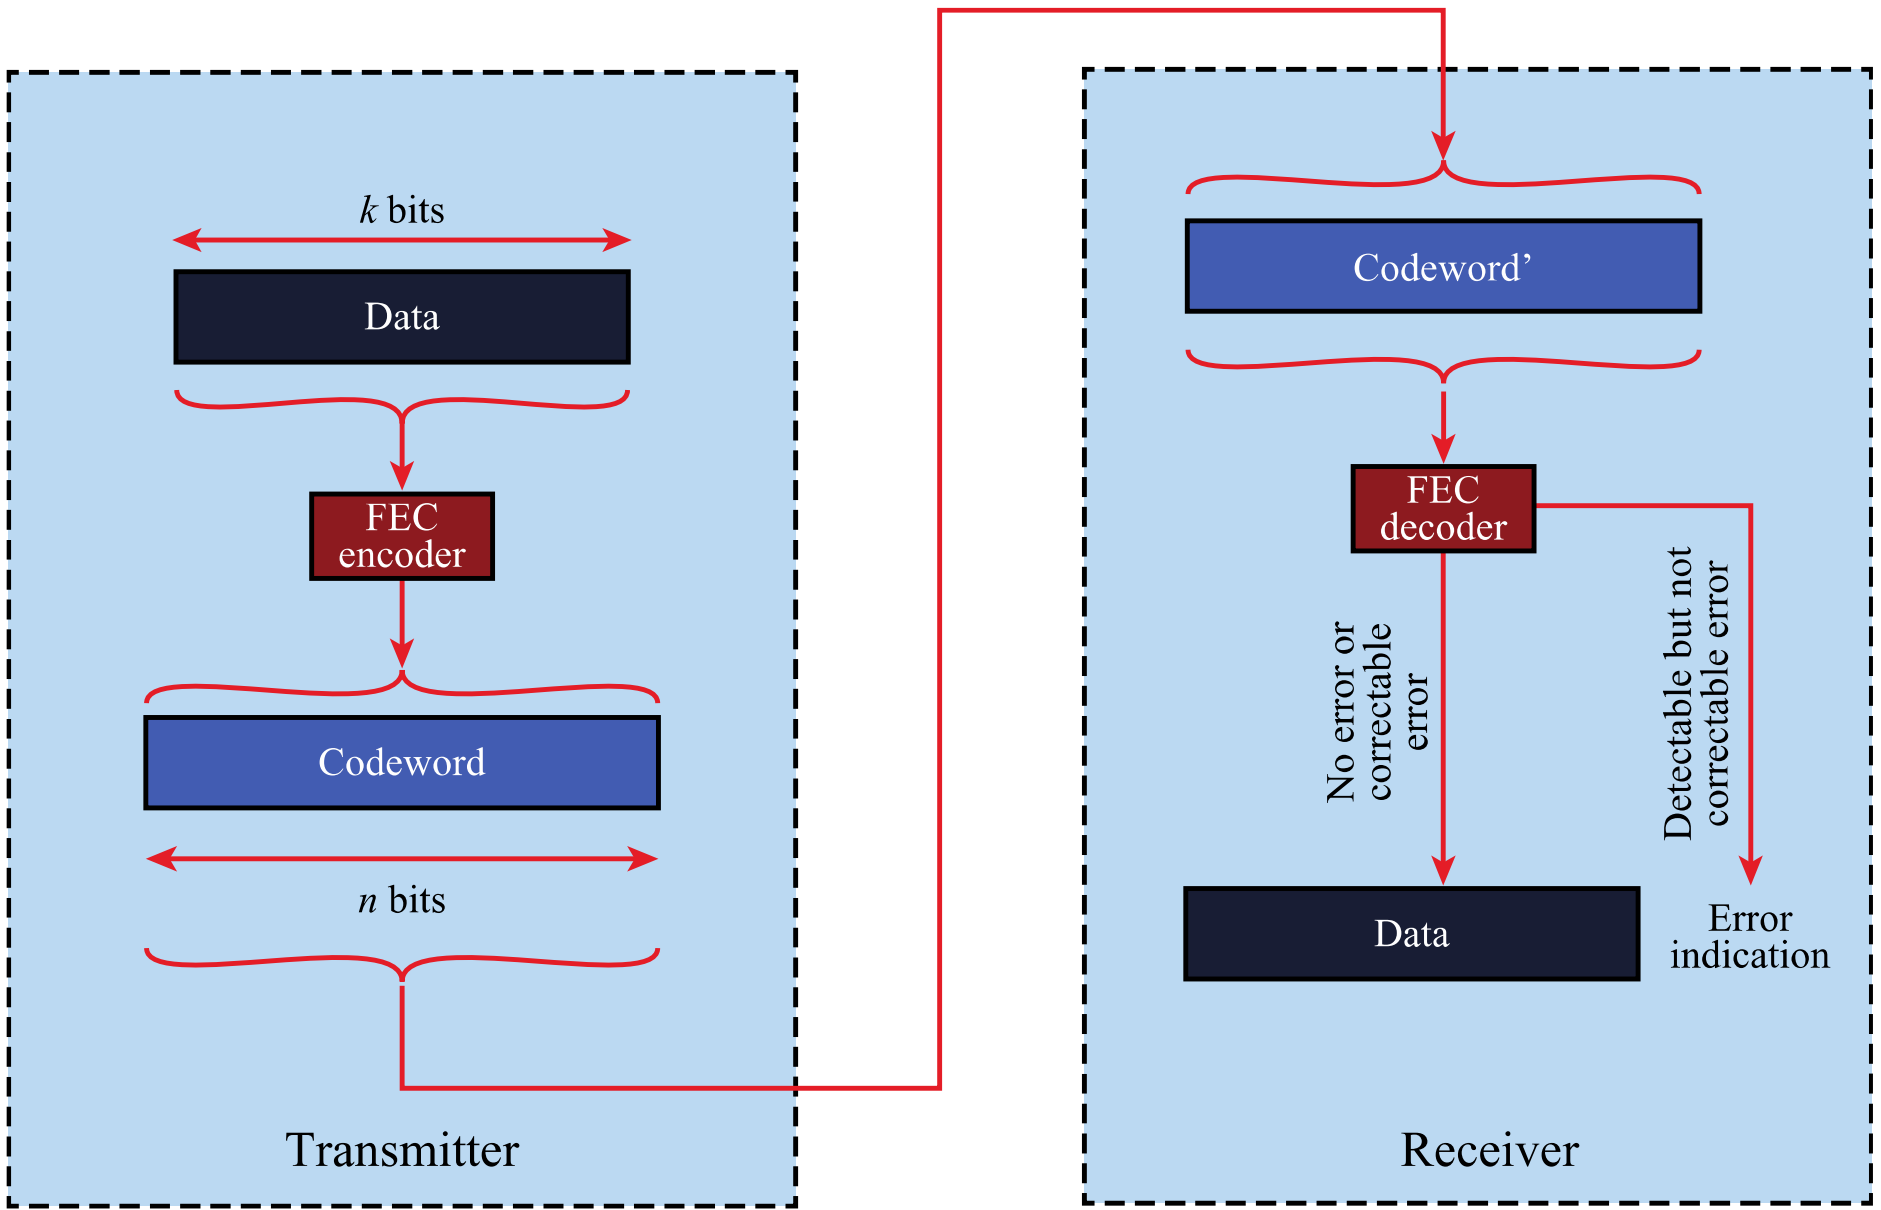 k bits
Data
FEC
encoder
Codeword
n bits
Transmitter
Codeword’
FEC
decoder
No error or
correctable
error
Detectable but not
correctable error
Data
Error
indication
Receiver